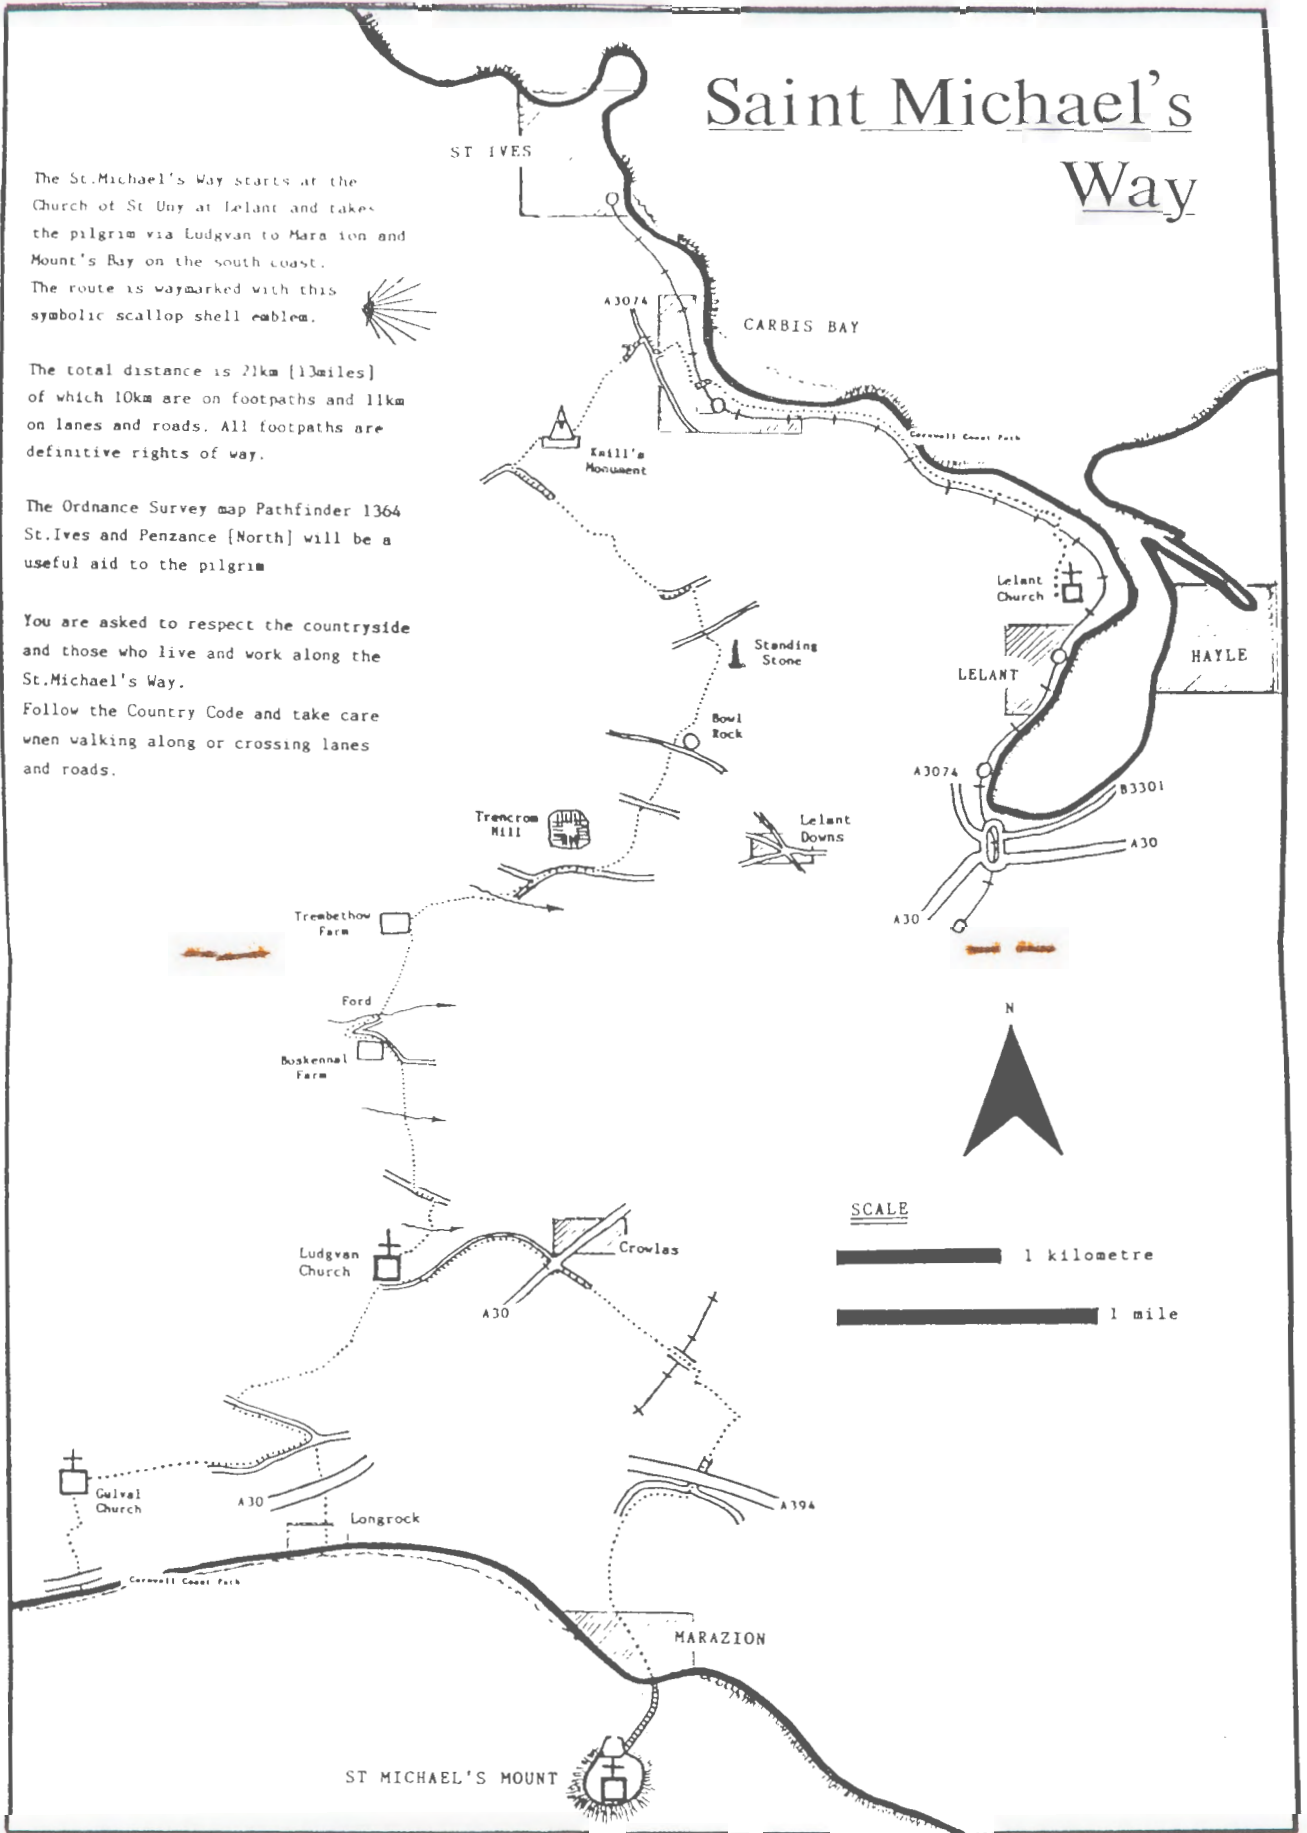 Saint Michael's
Way
The St.Michael's Way starts at the
Church of St Uny at Lelant and takes
the pilgrim via Ludgvan to Mara ion and
Mount's Bay on the south coast.
The route is waymarked with this
symbolic scallop shell emblem.
The total distance is 21km [13miles]
of which 10km are on footpaths and 11km
on lanes and roads. All footpaths are
definitive rights of way.
The Ordnance Survey map Pathfinder 1364
St.Ives and Penzance [North] will be a
useful aid to the pilgrim
You are asked to respect the countryside
and those who live and work along the
St.Michael's Way.
Follow the Country Code and take care
when walking along or crossing lanes
and roads.
ST IVES
A3074
CARBIS BAY
Knill's
Monument
Cornwall Coast Path
Lelant
Church
HAYLE
LELANT
Standing
Stone
Bowl
Rock
A3074
B3301
A30
A30
Trencrom
Hill
Lelant
Downs
Trembethow
Farm
Ford
Boskennal
Farm
N
SCALE
1 kilometre
1 mile
Ludgvan
Church
Crowlas
A30
Gulval
Church
A30
Longrock
A394
Cornwall Coast Path
MARAZION
ST MICHAEL'S MOUNT